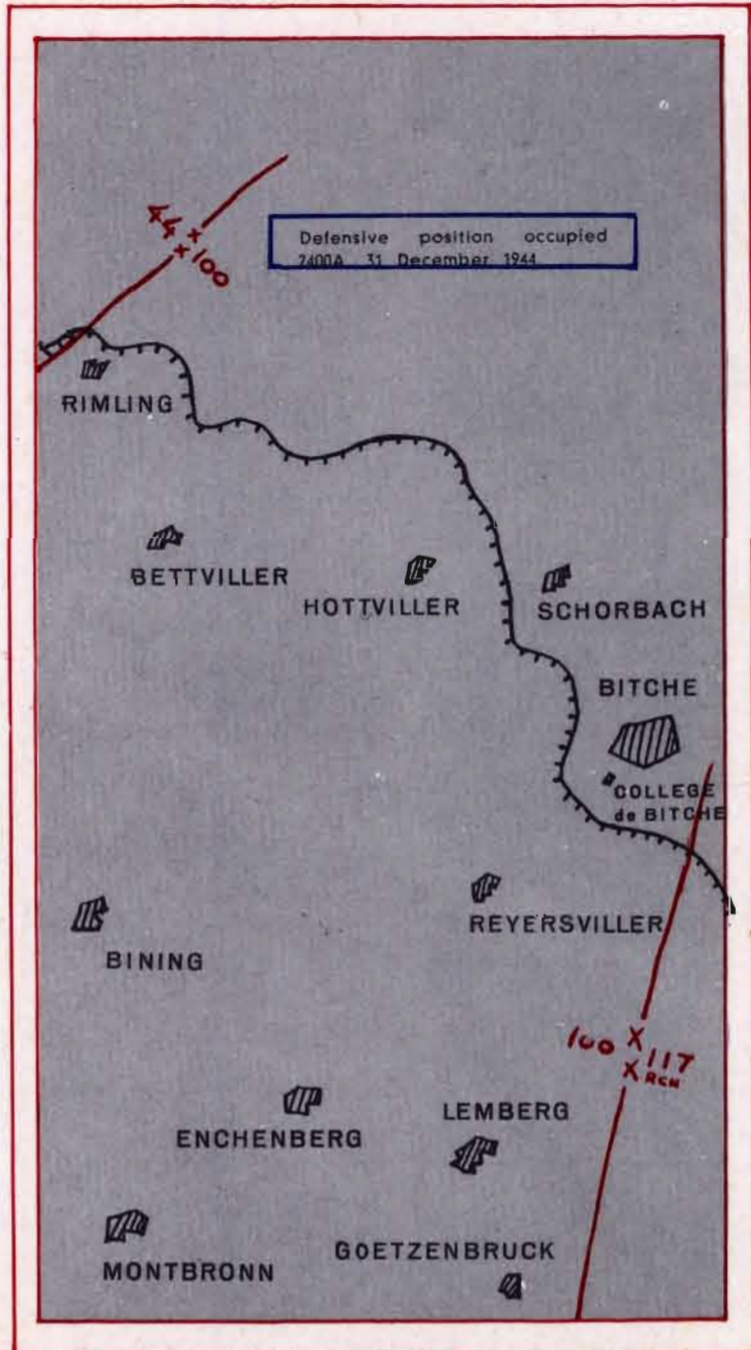 44 x 100
x
Defensive position occupied
2400A 31 December 1944
RIMLING
BETTVILLER
HOTTVILLER
SCHORBACH
BITCHE
COLLEGE
de BITCHE
REYERSVILLER
BINING
100 X 117
X RCN
LEMBERG
ENCHENBERG
GOETZENBRUCK
MONTBRONN